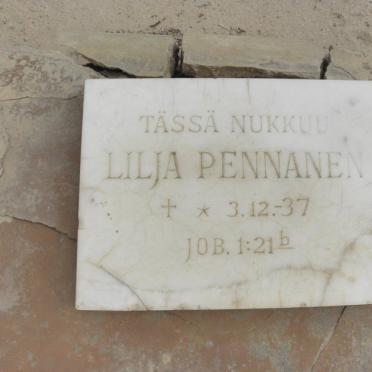 TÄSSÄ NUKKUU
LILJA PENNANEN
† * 3.12.-37
JOB. 1:21b